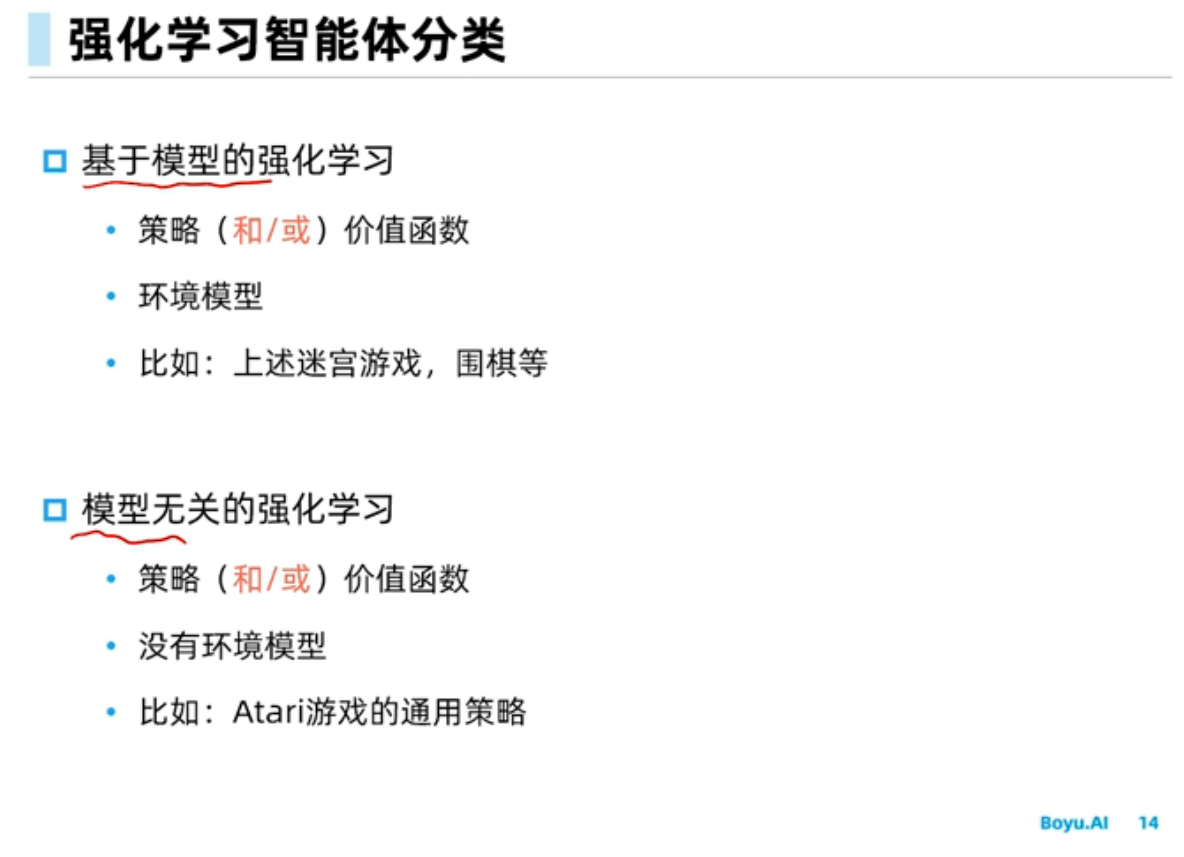 强化学习智能体分类
基于模型的强化学习
策略（和/或）价值函数
环境模型
比如：上述迷宫游戏，围棋等
模型无关的强化学习
策略（和/或）价值函数
没有环境模型
比如：Atari游戏的通用策略
Boyu.AI 14